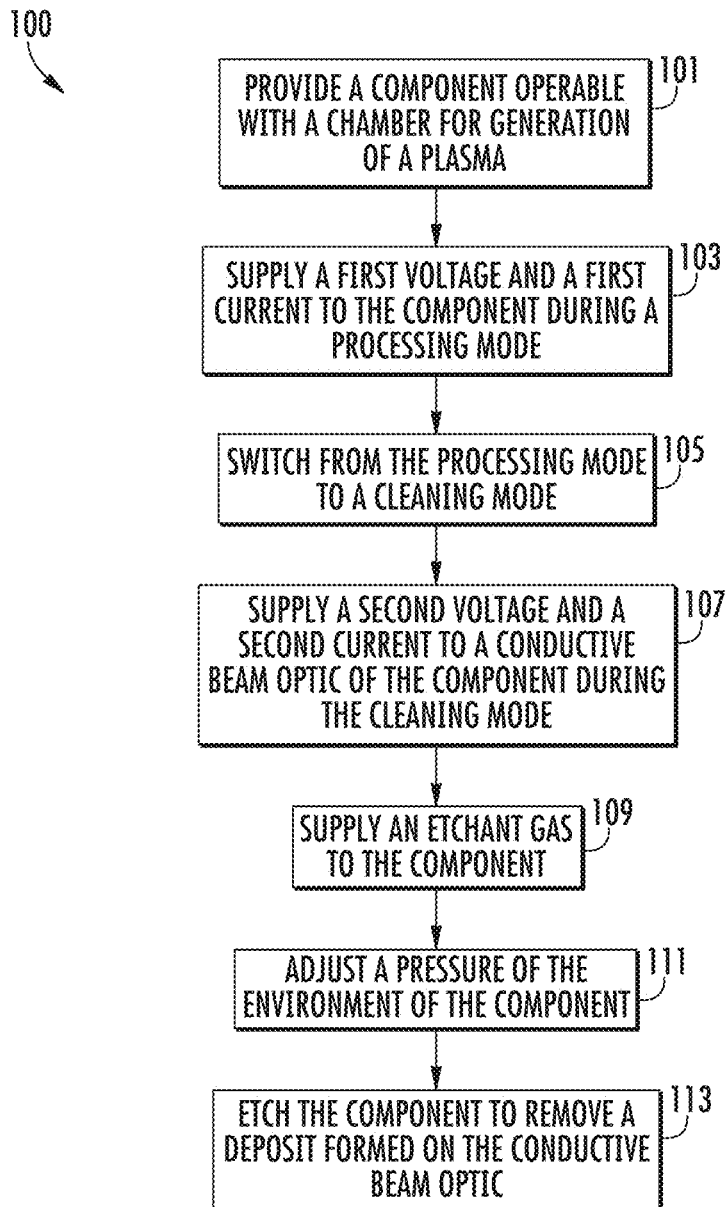 100
101
PROVIDE A COMPONENT OPERABLE
WITH A CHAMBER FOR GENERATION
OF A PLASMA
103
SUPPLY A FIRST VOLTAGE AND A FIRST
CURRENT TO THE COMPONENT DURING A
PROCESSING MODE
105
SWITCH FROM THE PROCESSING MODE
TO A CLEANING MODE
107
SUPPLY A SECOND VOLTAGE AND A
SECOND CURRENT TO A CONDUCTIVE
BEAM OPTIC OF THE COMPONENT DURING
THE CLEANING MODE
109
SUPPLY AN ETCHANT GAS
TO THE COMPONENT
111
ADJUST A PRESSURE OF THE
ENVIRONMENT OF THE COMPONENT
113
ETCH THE COMPONENT TO REMOVE A
DEPOSIT FORMED ON THE CONDUCTIVE
BEAM OPTIC